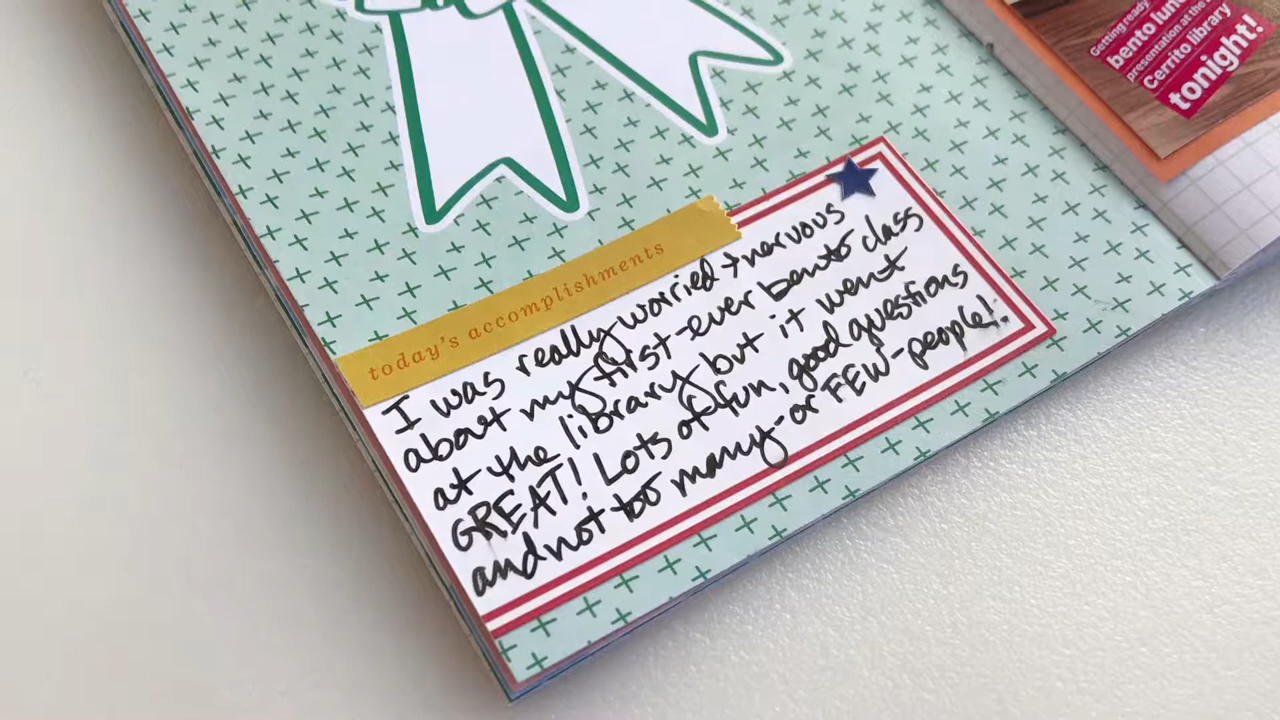 Getting ready
bento lun
presentation at the
Cerrito library
tonight!
today's accomplishments
I was really worried + nervous
about my first-ever bento class
at the library but it went
GREAT! Lots of fun, good questions
and not too many-or FEW-people!